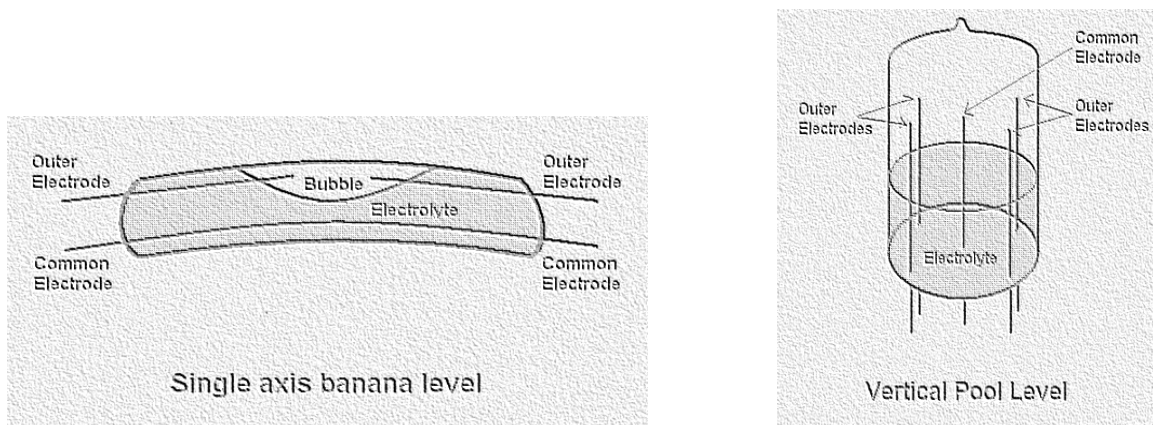 Outer
Electrode
Bubble
Outer
Electrode
Electrolyte
Common
Electrode
Common
Electrode
Single axis banana level
Common
Electrode
Outer
Electrodes
Outer
Electrodes
Electrolyte
Vertical Pool Level